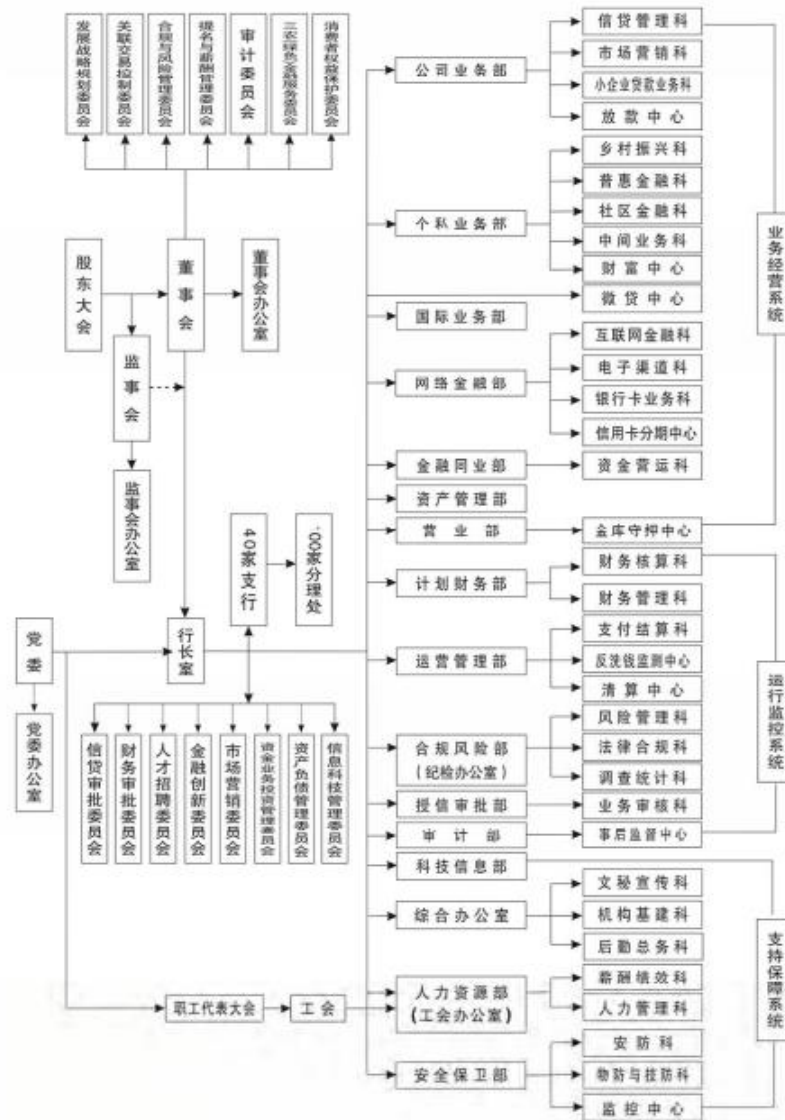 发展战略规划委员会
关联交易控制委员会
合规与风险管理委员会
提名与薪酬管理委员会
审计委员会
三农绿色金融服务委员会
消费者权益保护委员会
股东大会
董事会
董事会办公室
监事会
监事会办公室
40家支行
100家分理处
党委
党委办公室
行长室
信贷审批委员会
财务审批委员会
人才招聘委员会
金融创新委员会
市场营销委员会
资金业务投资管理委员会
资产负债管理委员会
信息科技管理委员会
职工代表大会
工会
公司业务部
信贷管理科
市场营销科
小企业贷款业务科
放款中心
个私业务部
乡村振兴科
普惠金融科
社区金融科
中间业务科
财富中心
微贷中心
国际业务部
网络金融部
互联网金融科
电子渠道科
银行卡业务科
信用卡分期中心
金融同业部
资金营运科
资产管理部
营业部
金库守押中心
计划财务部
财务核算科
财务管理科
运营管理部
支付结算科
反洗钱监测中心
清算中心
合规风险部
(纪检办公室)
风险管理科
法律合规科
调查统计科
授信审批部
业务审核科
审计部
事后监督中心
科技信息部
综合办公室
文秘宣传科
机构基建科
后勤总务科
人力资源部
(工会办公室)
薪酬绩效科
人力管理科
安全保卫部
安防科
物防与技防科
监控中心
业务经营系统
运行监控系统
支持保障系统